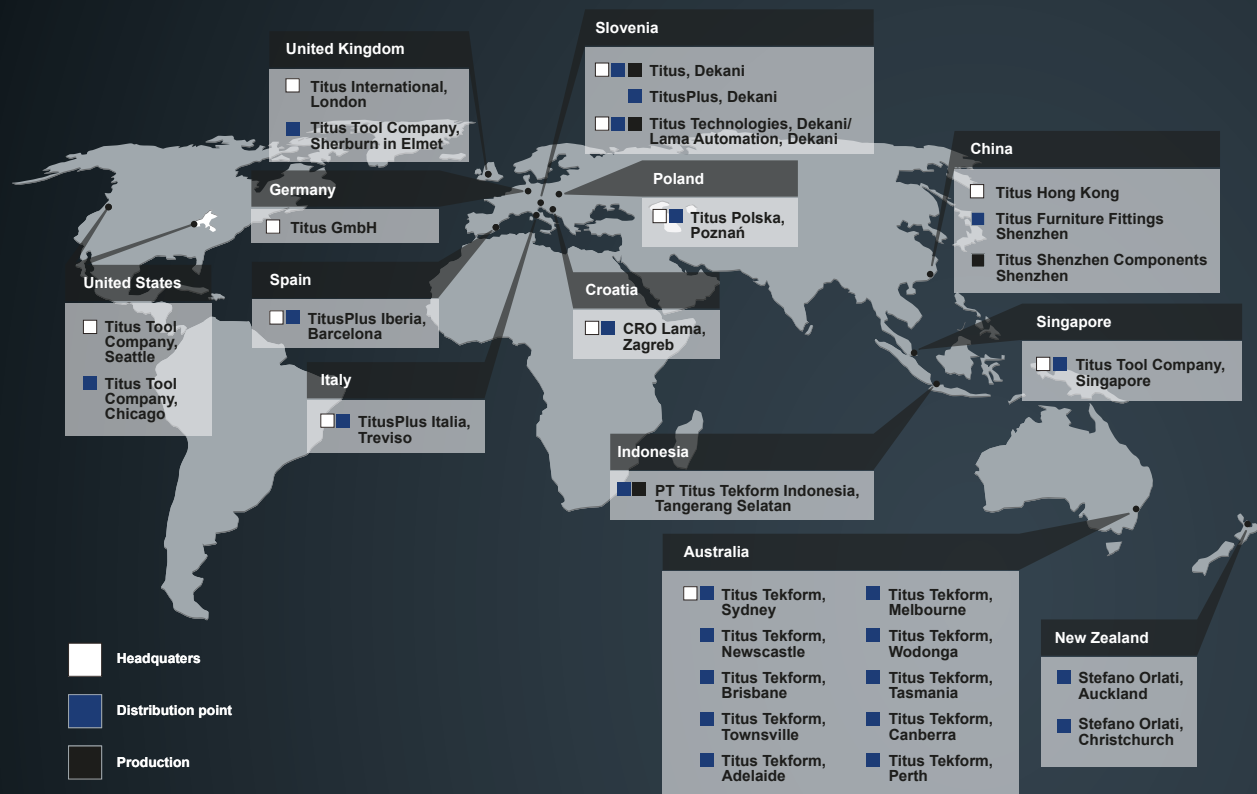 United Kingdom
Titus International,
London
Titus Tool Company,
Sherburn in Elmet
Slovenia
Titus, Dekani
TitusPlus, Dekani
Titus Technologies, Dekani/
Lama Automation, Dekani
China
Titus Hong Kong
Titus Furniture Fittings
Shenzhen
Titus Shenzhen Components
Shenzhen
Germany
Titus GmbH
Poland
Titus Polska,
Poznań
United States
Titus Tool
Company,
Seattle
Titus Tool
Company,
Chicago
Spain
TitusPlus Iberia,
Barcelona
Croatia
CRO Lama,
Zagreb
Singapore
Titus Tool Company,
Singapore
Italy
TitusPlus Italia,
Treviso
Indonesia
PT Titus Tekform Indonesia,
Tangerang Selatan
Australia
Titus Tekform,
Sydney
Titus Tekform,
Newscastle
Titus Tekform,
Brisbane
Titus Tekform,
Townsville
Titus Tekform,
Adelaide
Titus Tekform,
Melbourne
Titus Tekform,
Wodonga
Titus Tekform,
Tasmania
Titus Tekform,
Canberra
Titus Tekform,
Perth
New Zealand
Stefano Orlati,
Auckland
Stefano Orlati,
Christchurch
Headquaters
Distribution point
Production